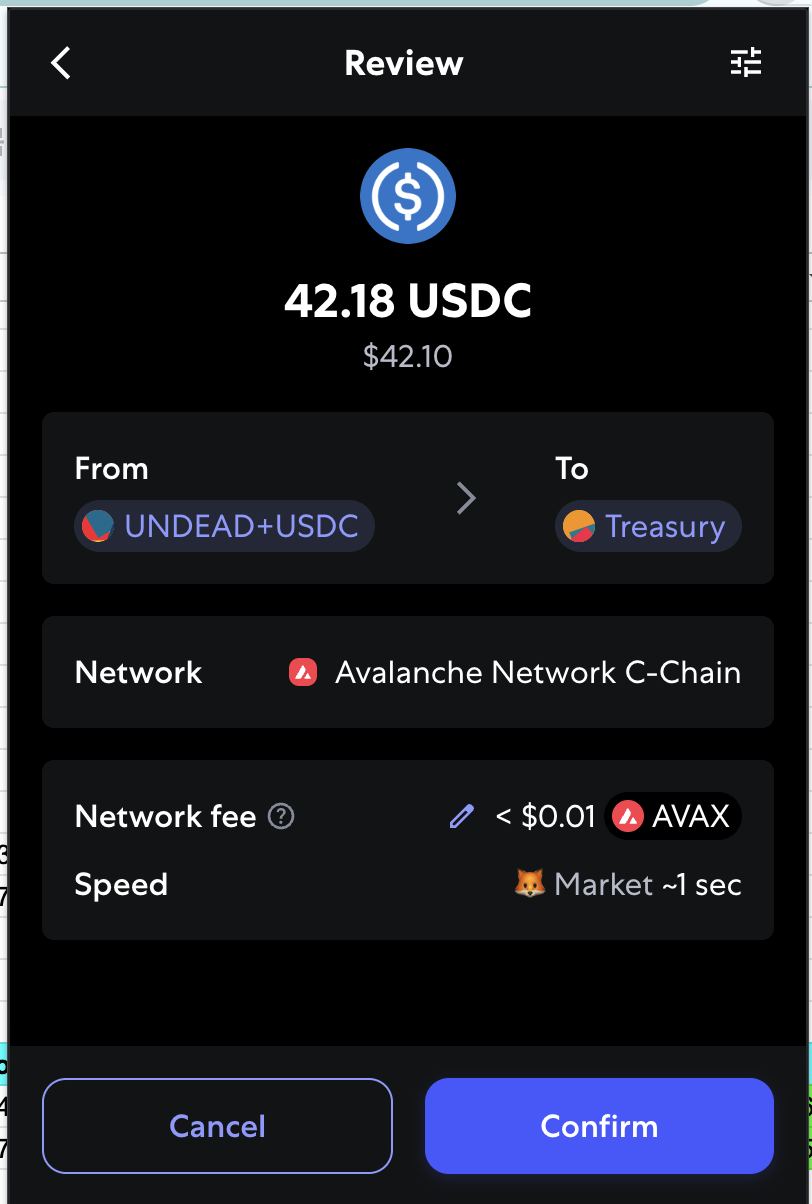 Review
42.18 USDC
$42.10
From
To
UNDEAD+USDC
Treasury
Network
Avalanche Network C-Chain
Network fee
< $0.01 AVAX
Speed
Market ~1 sec
Cancel
Confirm